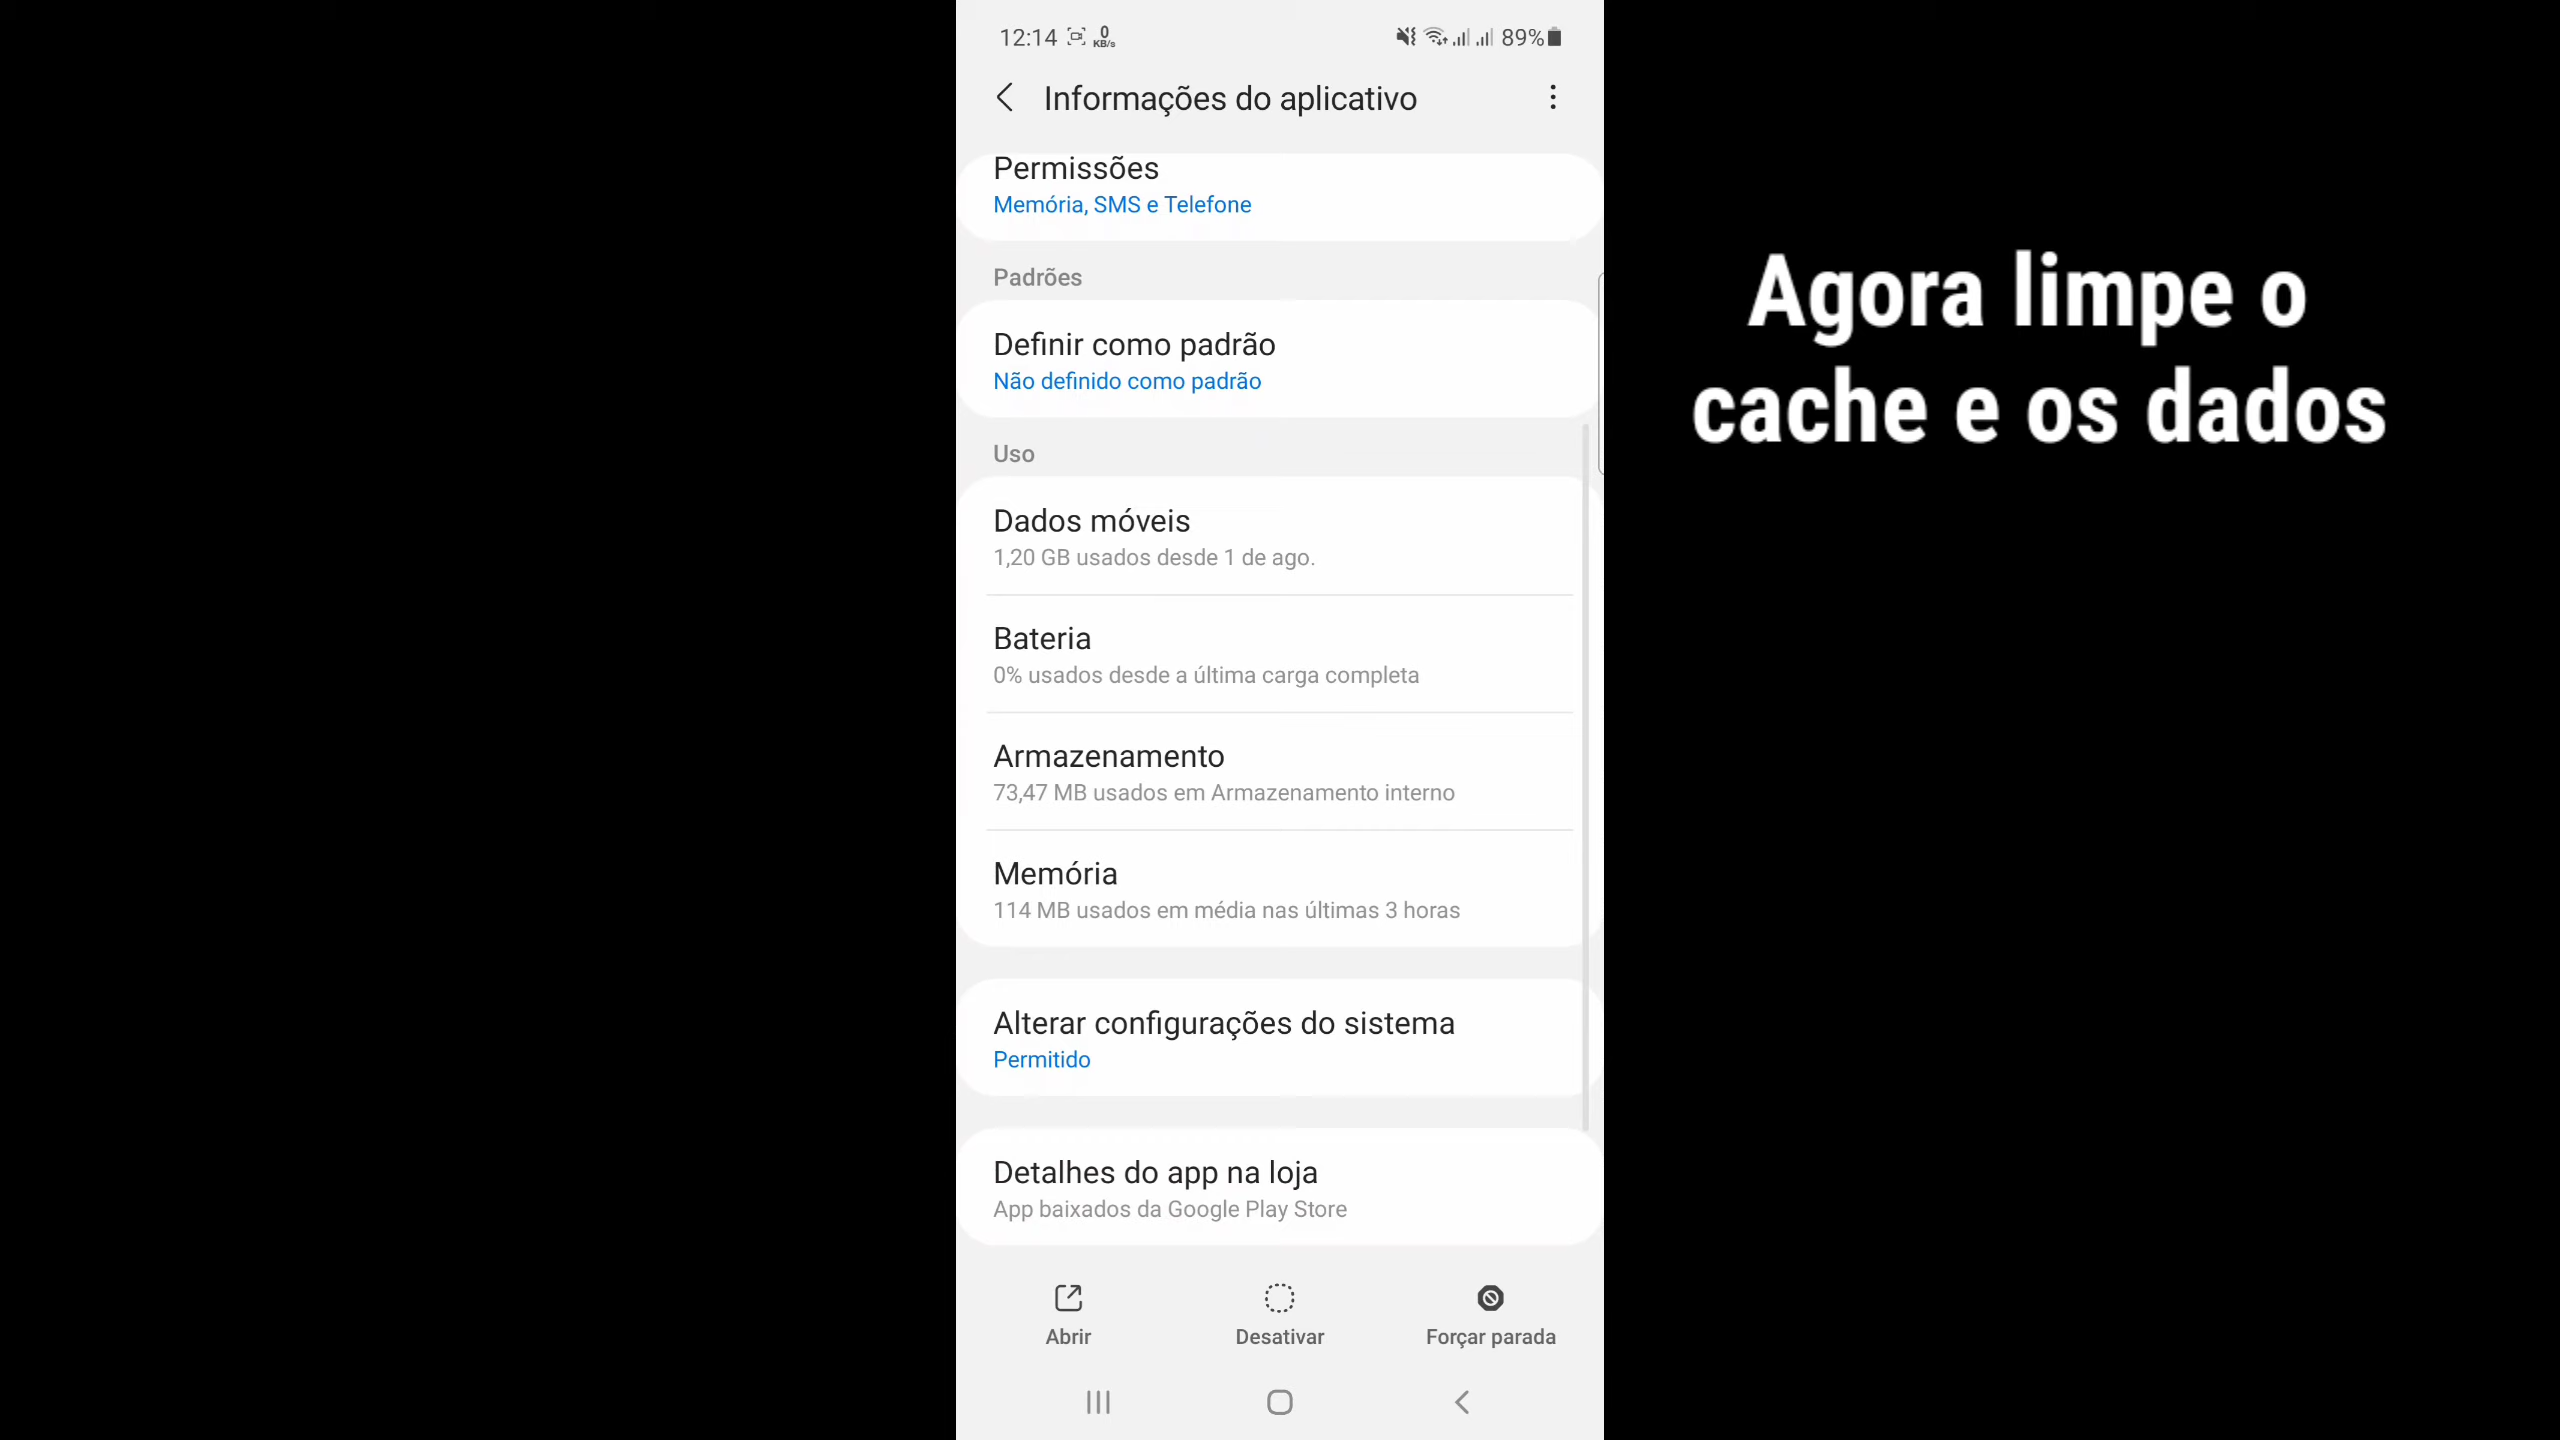 12:14 0 KB/s 89%
Informações do aplicativo
Permissões
Memória, SMS e Telefone
Padrões
Definir como padrão
Não definido como padrão
Uso
Dados móveis
1,20 GB usados desde 1 de ago.
Bateria
0% usados desde a última carga completa
Armazenamento
73,47 MB usados em Armazenamento interno
Memória
114 MB usados em média nas últimas 3 horas
Alterar configurações do sistema
Permitido
Detalhes do app na loja
App baixados da Google Play Store
Abrir Desativar Forçar parada
Agora limpe o
cache e os dados